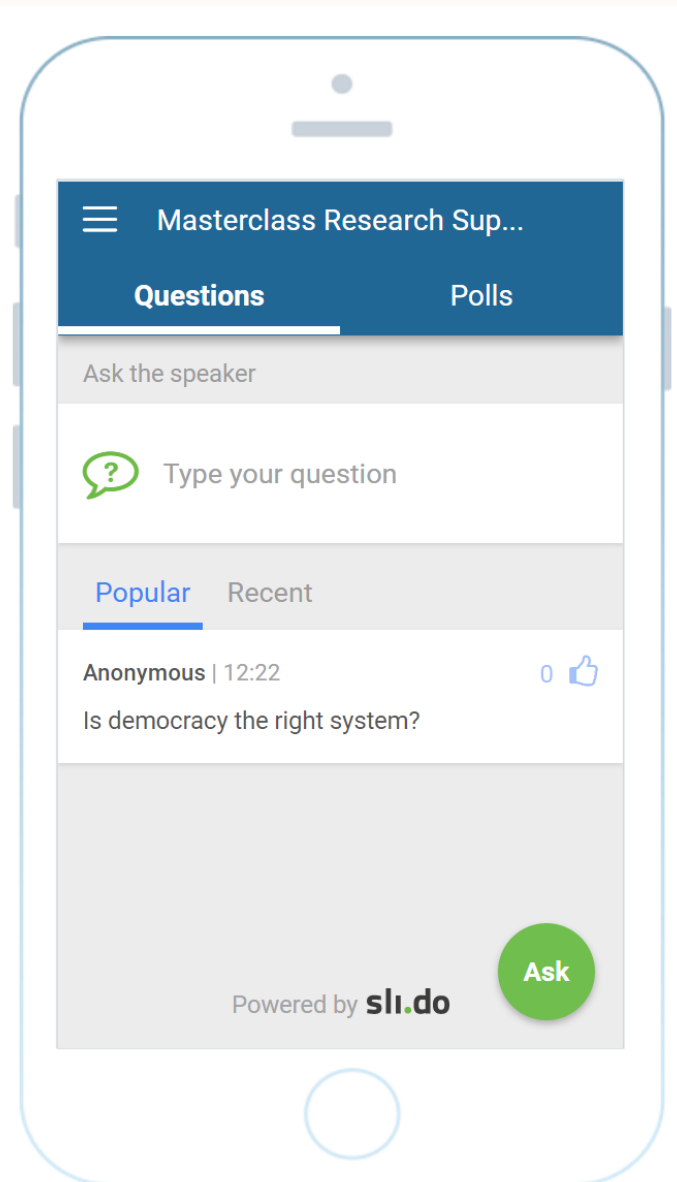 Masterclass Research Sup...
Questions Polls
Ask the speaker
? Type your question
Popular Recent
Anonymous | 12:22 0
Is democracy the right system?
Ask
Powered by slı.do